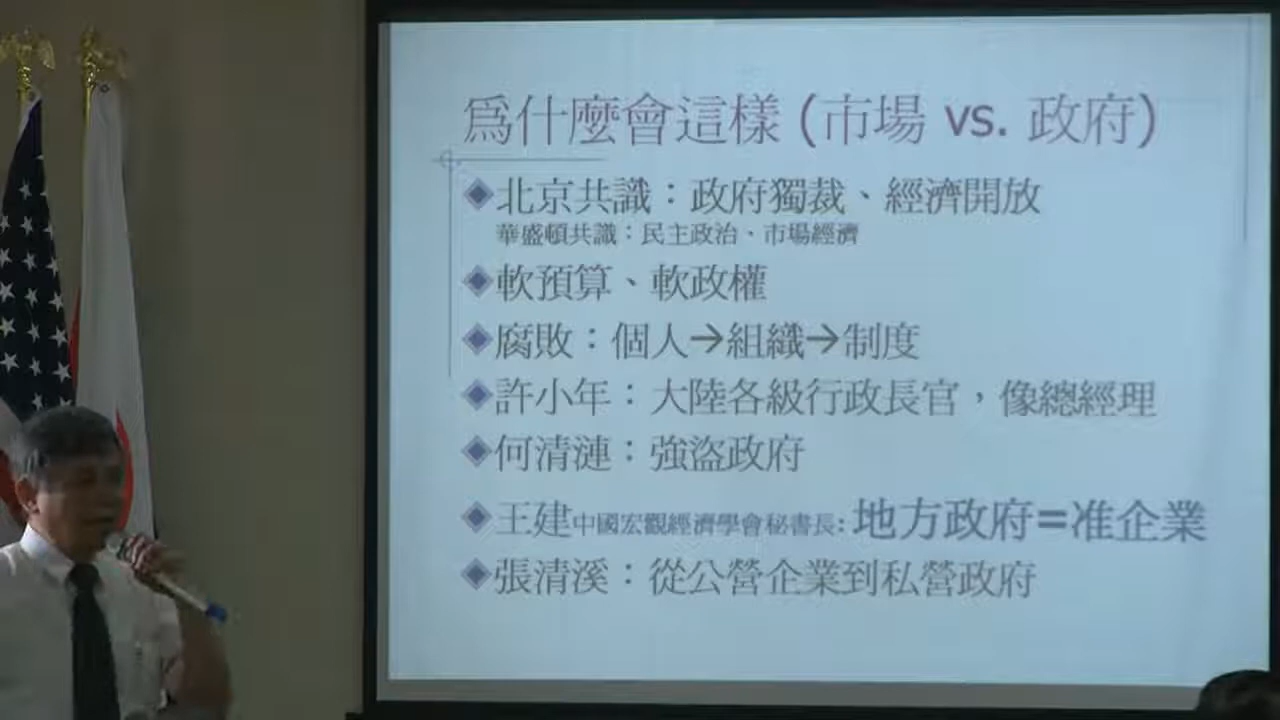 為什麼會這樣 (市場 vs. 政府)
北京共識：政府獨裁、經濟開放
華盛頓共識：民主政治、市場經濟
軟預算、軟政權
腐敗：個人→組織→制度
許小年：大陸各級行政長官，像總經理
何清漣：強盜政府
王建中國宏觀經濟學會秘書長: 地方政府=准企業
張清溪：從公營企業到私營政府